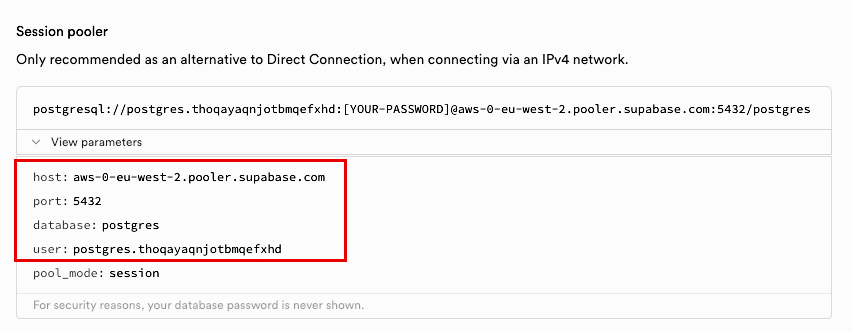 Session pooler
Only recommended as an alternative to Direct Connection, when connecting via an IPv4 network.
postgresql://postgres.thoqayaqnjotbmqefxhd:[YOUR-PASSWORD]@aws-0-eu-west-2.pooler.supabase.com:5432/postgres
View parameters
host: aws-0-eu-west-2.pooler.supabase.com
port: 5432
database: postgres
user: postgres.thoqayaqnjotbmqefxhd
pool_mode: session
For security reasons, your database password is never shown.